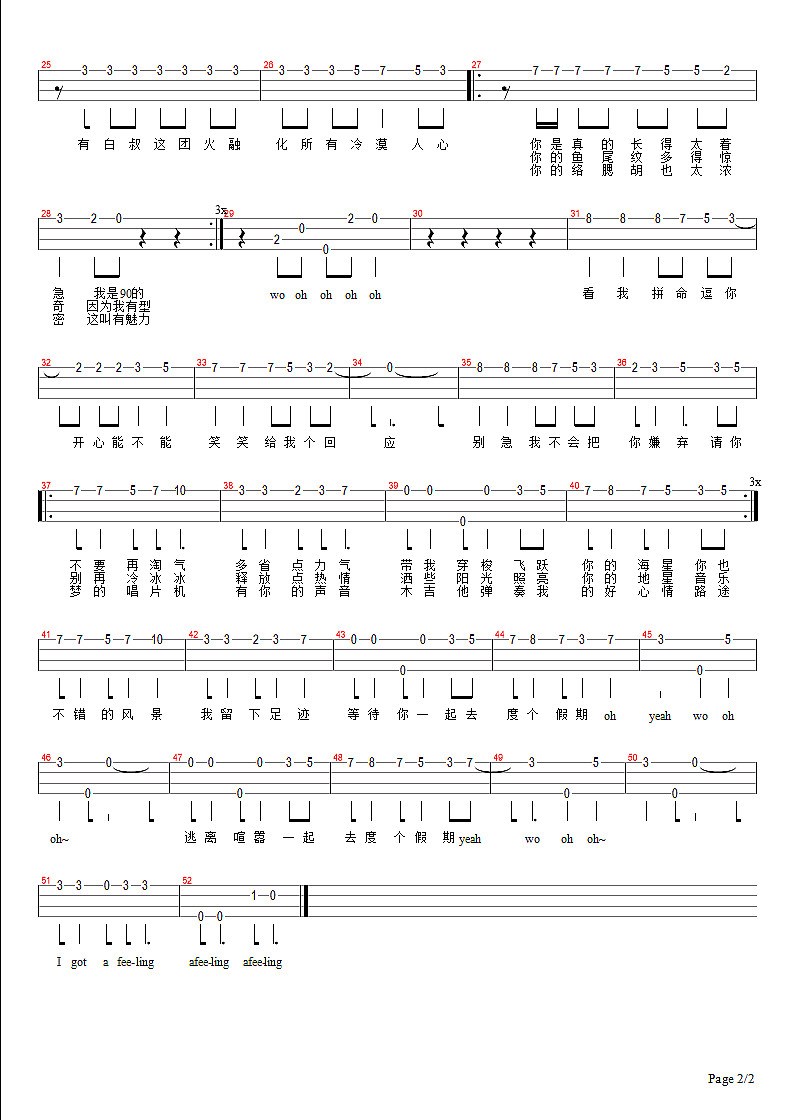 25 26 27
3 3 3 3 3 3 3 3 3 3 5 7 5 3 7 7 7 7 7 5 5 2
有 白 叔 这 团 火 融 化 所 有 冷 漠 人 心 你 是 真 的 长 得 太 着
你 的 鱼 尾 纹 多 得 惊
你 的 络 腮 胡 也 太 浓
3x
28 29 30 31
3 2 0 2 0 0 2 0 8 8 8 7 5 3
急 我是90的 wo oh oh oh oh 看 我 拼 命 逗 你
奇 因为我有型
密 这叫有魅力
32 33 34 35 36
2 2 2 3 5 7 7 7 5 3 2 0 8 8 8 7 5 3 2 3 5 3 5
开 心 能 不 能 笑 笑 给 我 个 回 应 别 急 我 不 会 把 你 嫌 弃 请 你
3x
37 38 39 40
7 7 5 7 10 3 3 2 3 7 0 0 0 0 3 5 7 8 7 5 3 5
不 要 再 淘 气 多 省 点 力 气 带 我 穿 梭 飞 跃 你 的 海 星 你 也
别 再 冷 冰 冰 释 放 点 热 情 洒 些 阳 光 照 亮 你 的 地 星 音 乐
梦 的 唱 片 机 有 你 的 声 音 木 吉 他 弹 奏 我 的 好 心 情 路 途
41 42 43 44 45
7 7 5 7 10 3 3 2 3 7 0 0 0 0 3 5 7 8 7 3 7 3 0 5
不 错 的 风 景 我 留 下 足 迹 等 待 你 一 起 去 度 个 假 期 oh yeah wo oh
46 47 48 49 50
3 0 0 0 0 0 0 3 5 7 8 7 5 3 7 3 0 5 3 0 0
oh~ 逃 离 喧 嚣 一 起 去 度 个 假 期 yeah wo oh oh~
51 52
3 3 0 3 3 0 0 1 0
I got a fee-ling afee-ling afee-ling
Page 2/2